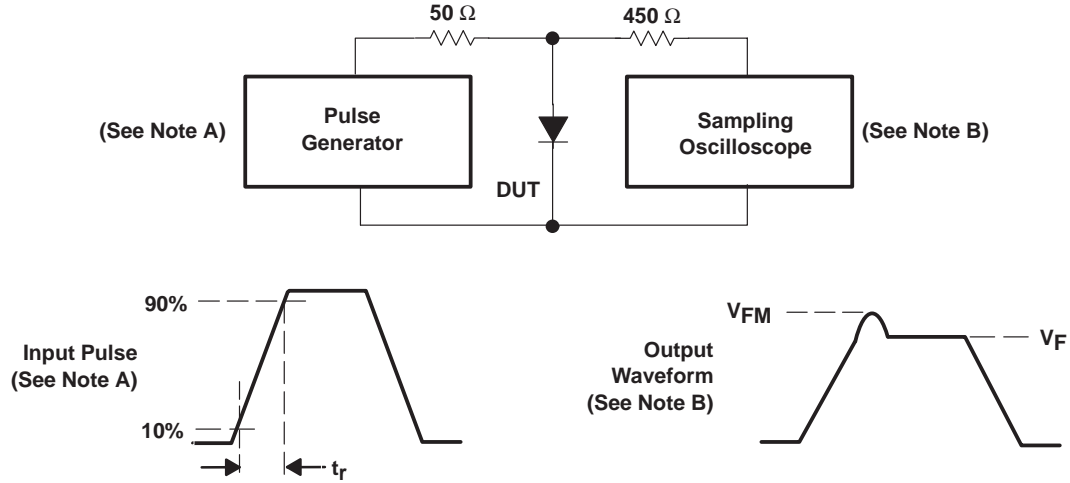 50 Ω
450 Ω
(See Note A)
Pulse
Generator
DUT
Sampling
Oscilloscope
(See Note B)
90%
Input Pulse
(See Note A)
10%
tr
VFM
VF
Output
Waveform
(See Note B)